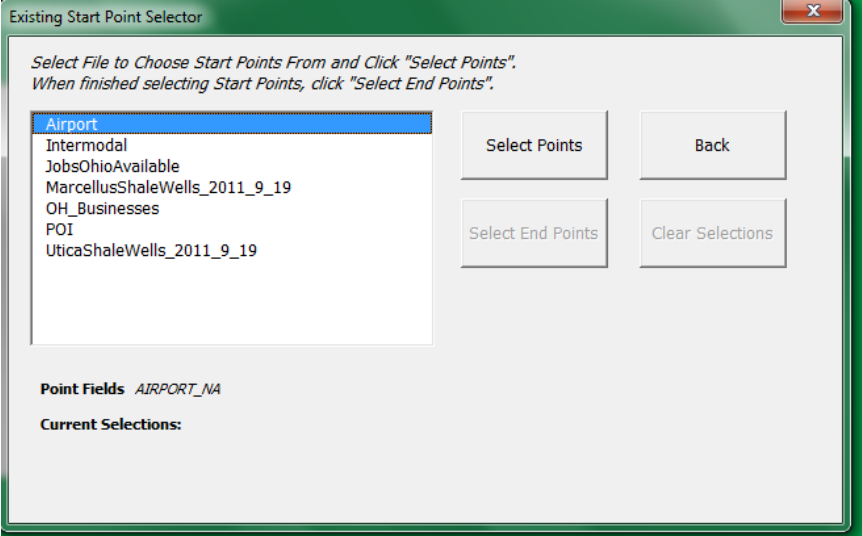 Existing Start Point Selector
x
Select File to Choose Start Points From and Click "Select Points".
When finished selecting Start Points, click "Select End Points".
Airport
Intermodal
JobsOhioAvailable
MarcellusShaleWells_2011_9_19
OH_Businesses
POI
UticaShaleWells_2011_9_19
Select Points
Back
Select End Points
Clear Selections
Point Fields AIRPORT_NA
Current Selections: